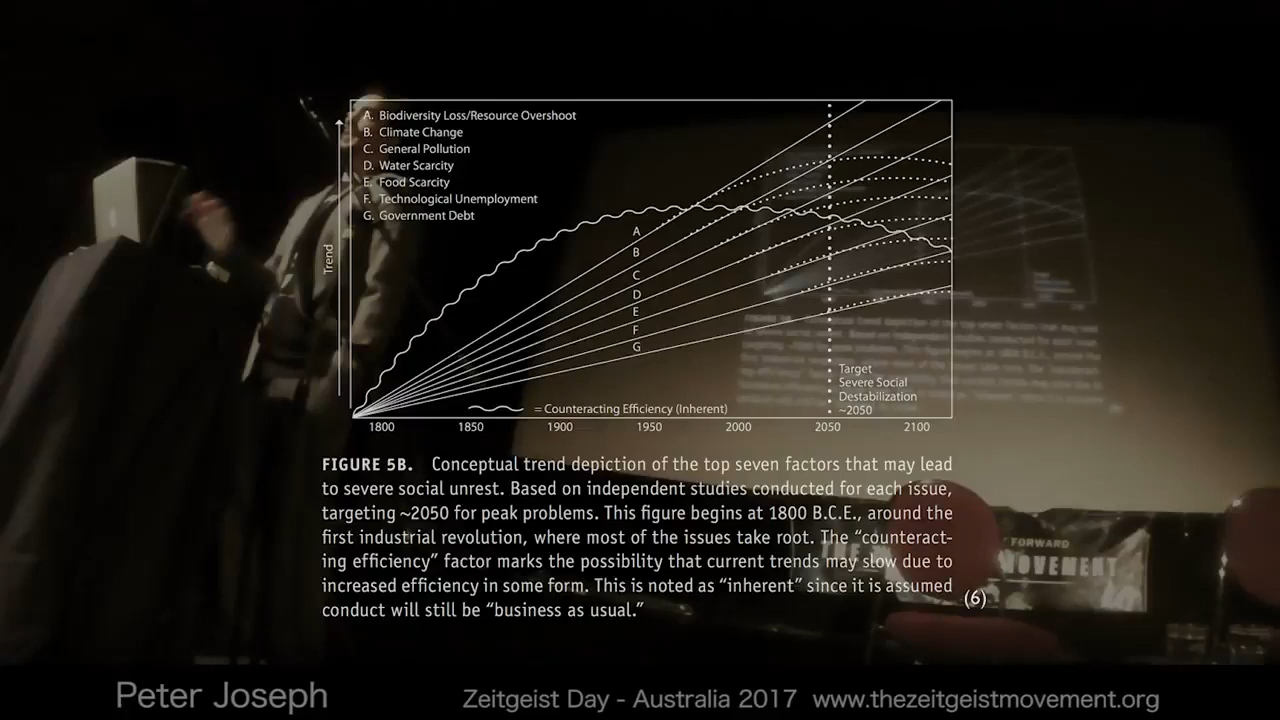 A. Biodiversity Loss/Resource Overshoot
B. Climate Change
C. General Pollution
D. Water Scarcity
E. Food Scarcity
F. Technological Unemployment
G. Government Debt
Trend
A
B
C
D
E
F
G
Target
Severe Social
Destabilization
~2050
= Counteracting Efficiency (Inherent)
1800 1850 1900 1950 2000 2050 2100
FIGURE 5B. Conceptual trend depiction of the top seven factors that may lead
to severe social unrest. Based on independent studies conducted for each issue,
targeting ~2050 for peak problems. This figure begins at 1800 B.C.E., around the
first industrial revolution, where most of the issues take root. The “counteract-
ing efficiency” factor marks the possibility that current trends may slow due to
increased efficiency in some form. This is noted as “inherent” since it is assumed
conduct will still be “business as usual.”
(6)
FORWARD
MOVEMENT
Peter Joseph
Zeitgeist Day - Australia 2017 www.thezeitgeistmovement.org